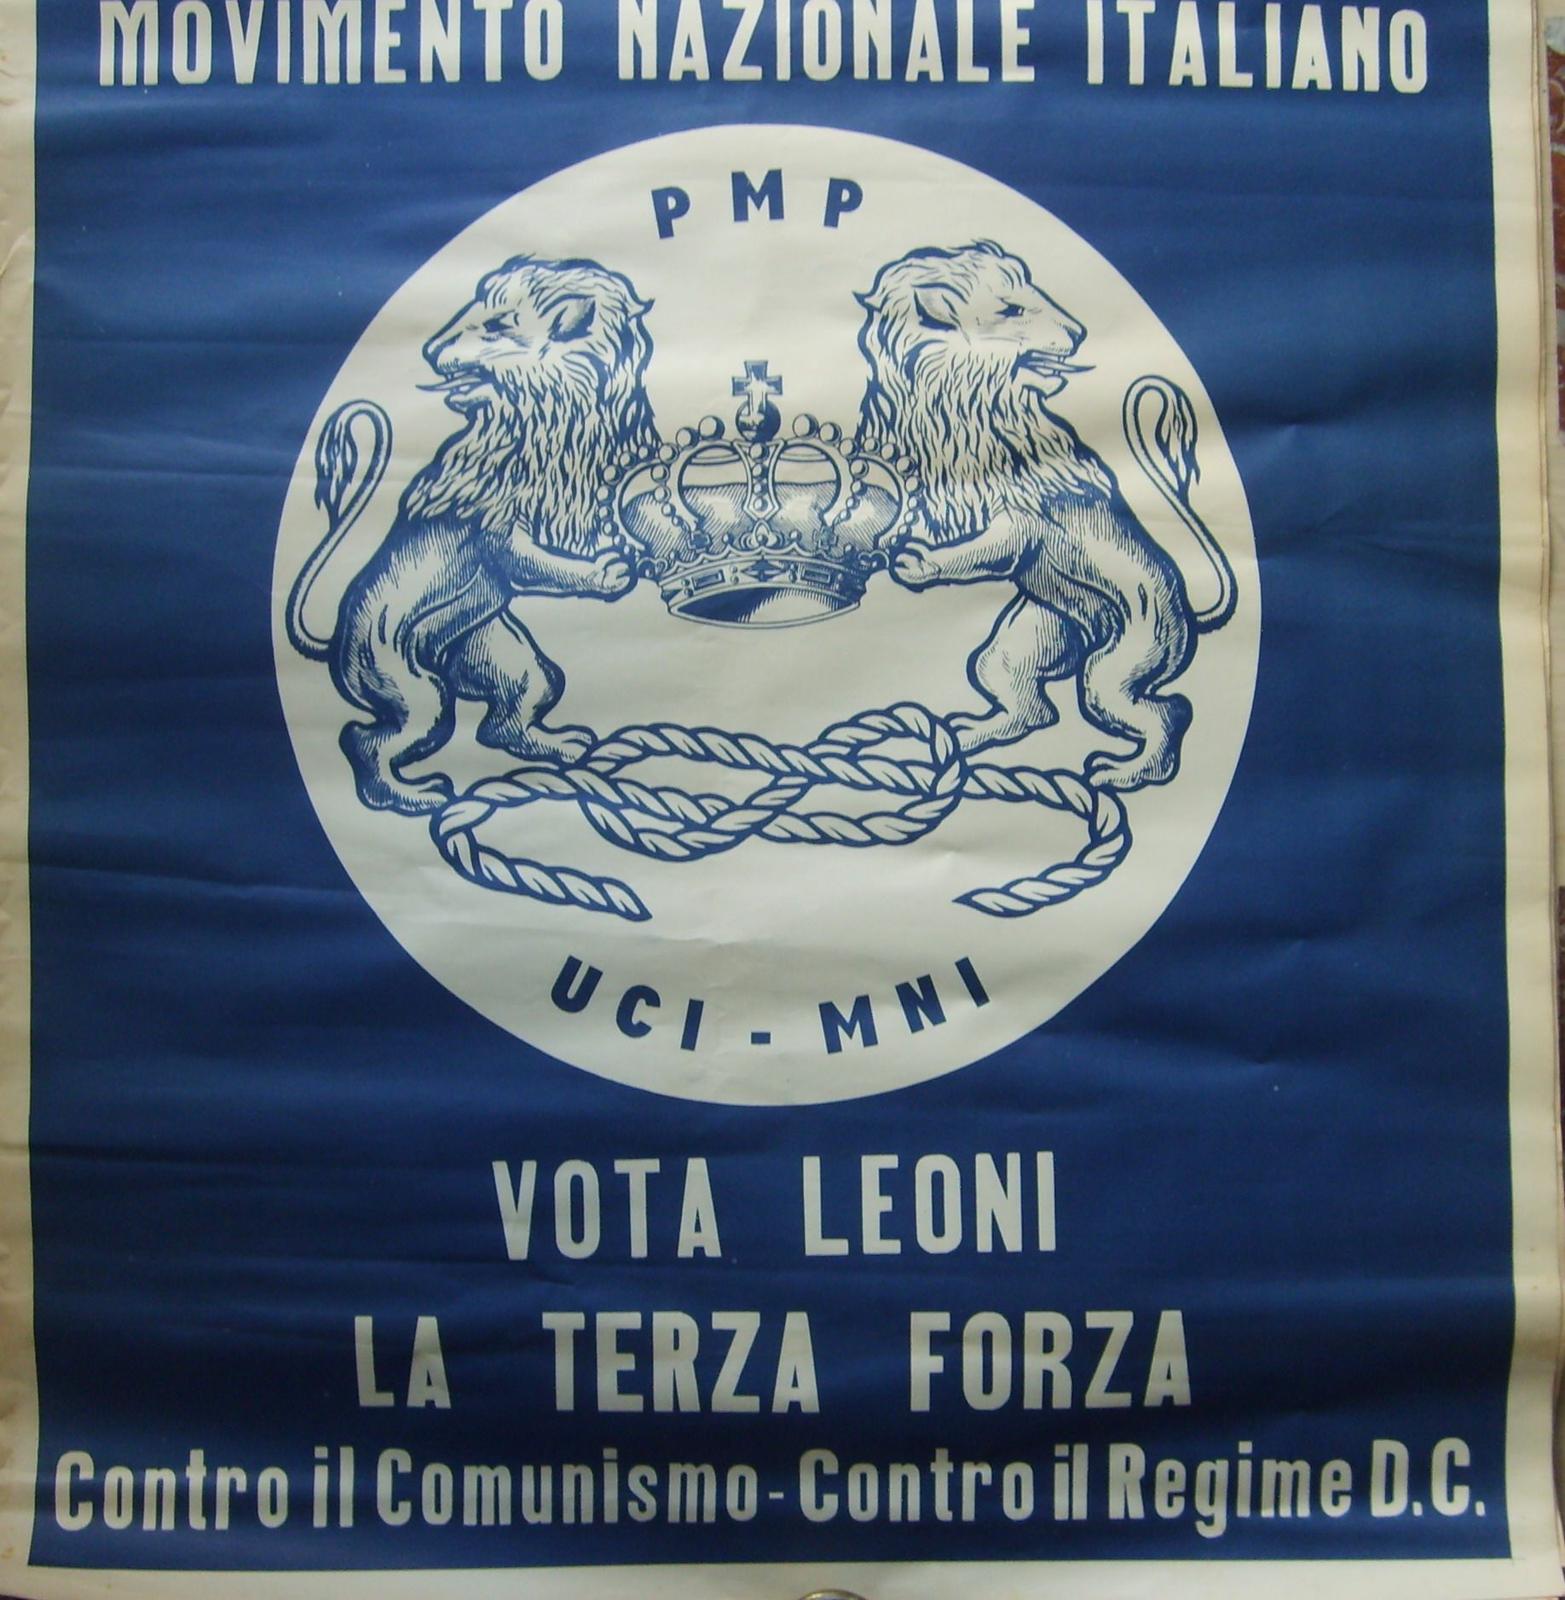 MOVIMENTO NAZIONALE ITALIANO
PMP
UCI - MNI
VOTA LEONI
LA TERZA FORZA
Contro il Comunismo - Contro il Regime D.C.